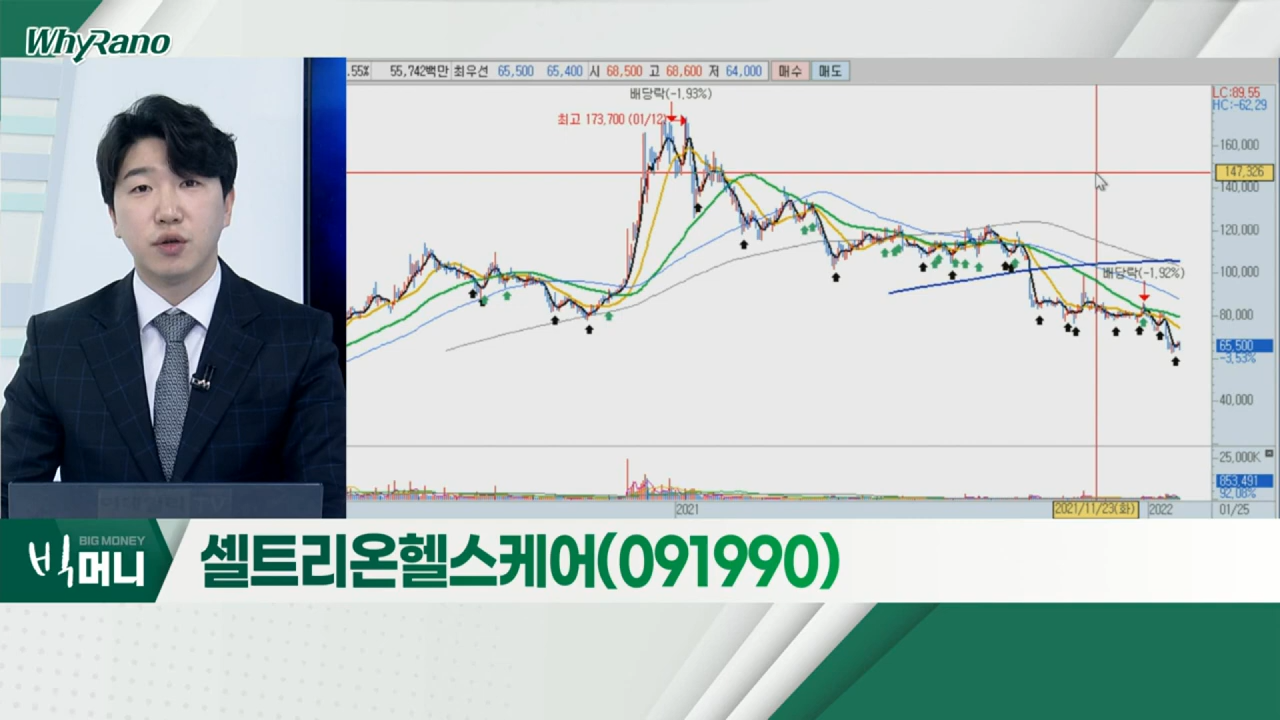 WhyRano
.55% 55,742백만 최우선 65,500 65,400 시 68,500 고 68,600 저 64,000 매수 매도
배당락(-1.93%)
LC:89.55
HC:-62.29
최고 173,700 (01/12)
160,000
147,326
140,000
120,000
100,000
배당락(-1.92%)
80,000
65,500
-3.53%
40,000
25,000K
853,491
92.08%
2021
2021/11/23(화)
2022
01/25
BIG MONEY
빅머니
셀트리온헬스케어(091990)